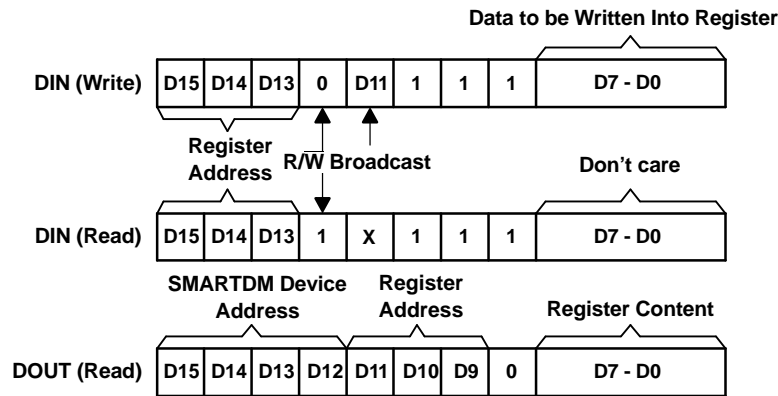 Data to be Written Into Register
DIN (Write) D15 D14 D13 0 D11 1 1 1 D7 - D0
Register
Address
R/W̅ Broadcast
Don't care
DIN (Read) D15 D14 D13 1 X 1 1 1 D7 - D0
SMARTDM Device
Address
Register
Address
Register Content
DOUT (Read) D15 D14 D13 D12 D11 D10 D9 0 D7 - D0